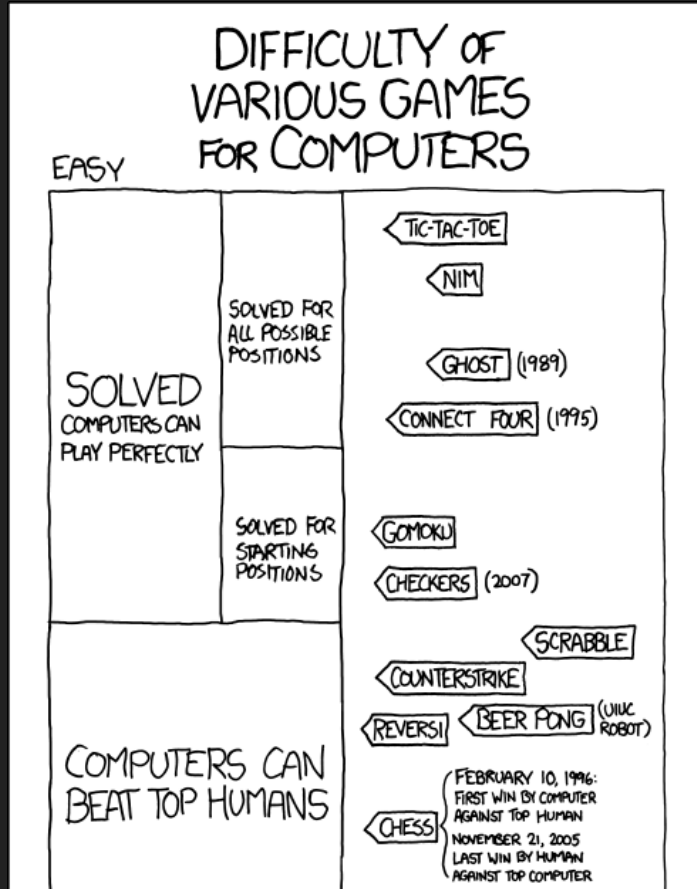 DIFFICULTY OF
VARIOUS GAMES
FOR COMPUTERS
EASY
SOLVED
COMPUTERS CAN
PLAY PERFECTLY
SOLVED FOR
ALL POSSIBLE
POSITIONS
TIC-TAC-TOE
NIM
GHOST (1989)
CONNECT FOUR (1995)
SOLVED FOR
STARTING
POSITIONS
GOMOKU
CHECKERS (2007)
COMPUTERS CAN
BEAT TOP HUMANS
SCRABBLE
COUNTERSTRIKE
REVERSI
BEER PONG (UIUC
ROBOT)
CHESS
FEBRUARY 10, 1996:
FIRST WIN BY COMPUTER
AGAINST TOP HUMAN
NOVEMBER 21, 2005
LAST WIN BY HUMAN
AGAINST TOP COMPUTER